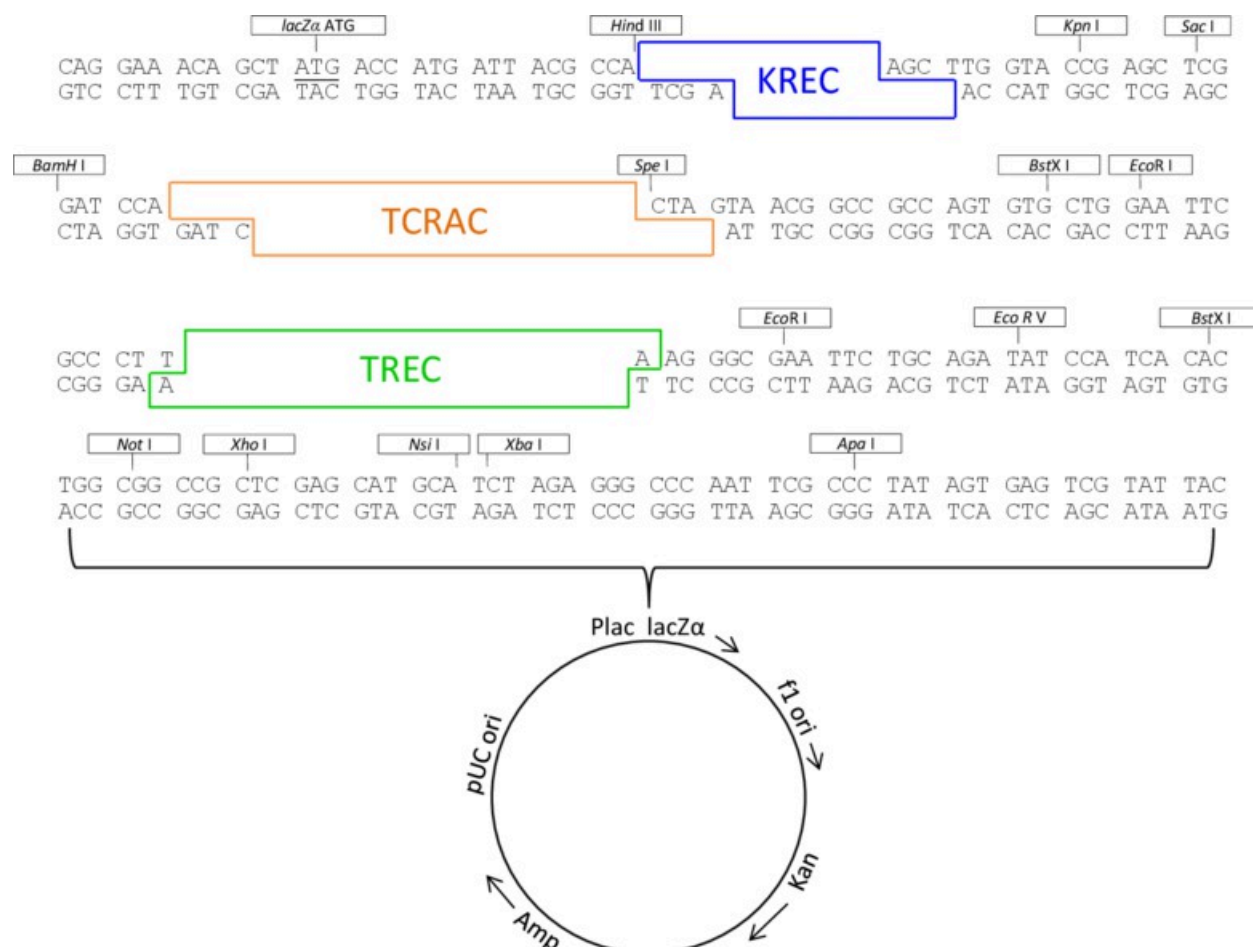 lacZα ATG Hind III Kpn I Sac I
CAG GAA ACA GCT ATG ACC ATG ATT ACG CCA KREC AGC TTG GTA CCG AGC TCG
GTC CTT TGT CGA TAC TGG TAC TAA TGC GGT TCG A AC CAT GGC TCG AGC
BamH I Spe I BstX I EcoR I
GAT CCA TCRAC CTA GTA ACG GCC GCC AGT GTG CTG GAA TTC
CTA GGT GAT C AT TGC CGG CGG TCA CAC GAC CTT AAG
EcoR I Eco R V BstX I
GCC CT T TREC A AG GGC GAA TTC TGC AGA TAT CCA TCA CAC
CGG GA A T TC CCG CTT AAG ACG TCT ATA GGT AGT GTG
Not I Xho I Nsi I Xba I Apa I
TGG CGG CCG CTC GAG CAT GCA TCT AGA GGG CCC AAT TCG CCC TAT AGT GAG TCG TAT TAC
ACC GCC GGC GAG CTC GTA CGT AGA TCT CCC GGG TTA AGC GGG ATA TCA CTC AGC ATA ATG
Plac lacZα
f1 ori
pUC ori
Kan
Amp